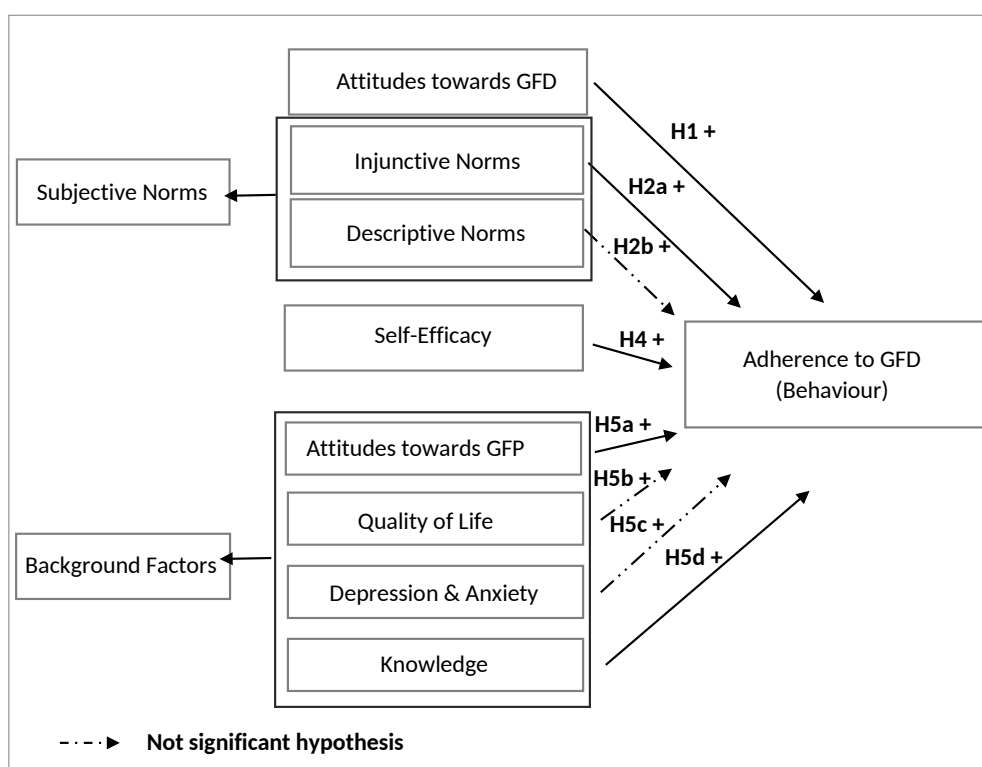 Attitudes towards GFD
H1 +
Injunctive Norms
H2a +
Subjective Norms
Descriptive Norms
H2b +
Self-Efficacy
H4 +
Adherence to GFD
(Behaviour)
H5a +
Attitudes towards GFP
H5b +
Quality of Life
H5c +
Background Factors
H5d +
Depression & Anxiety
Knowledge
Not significant hypothesis